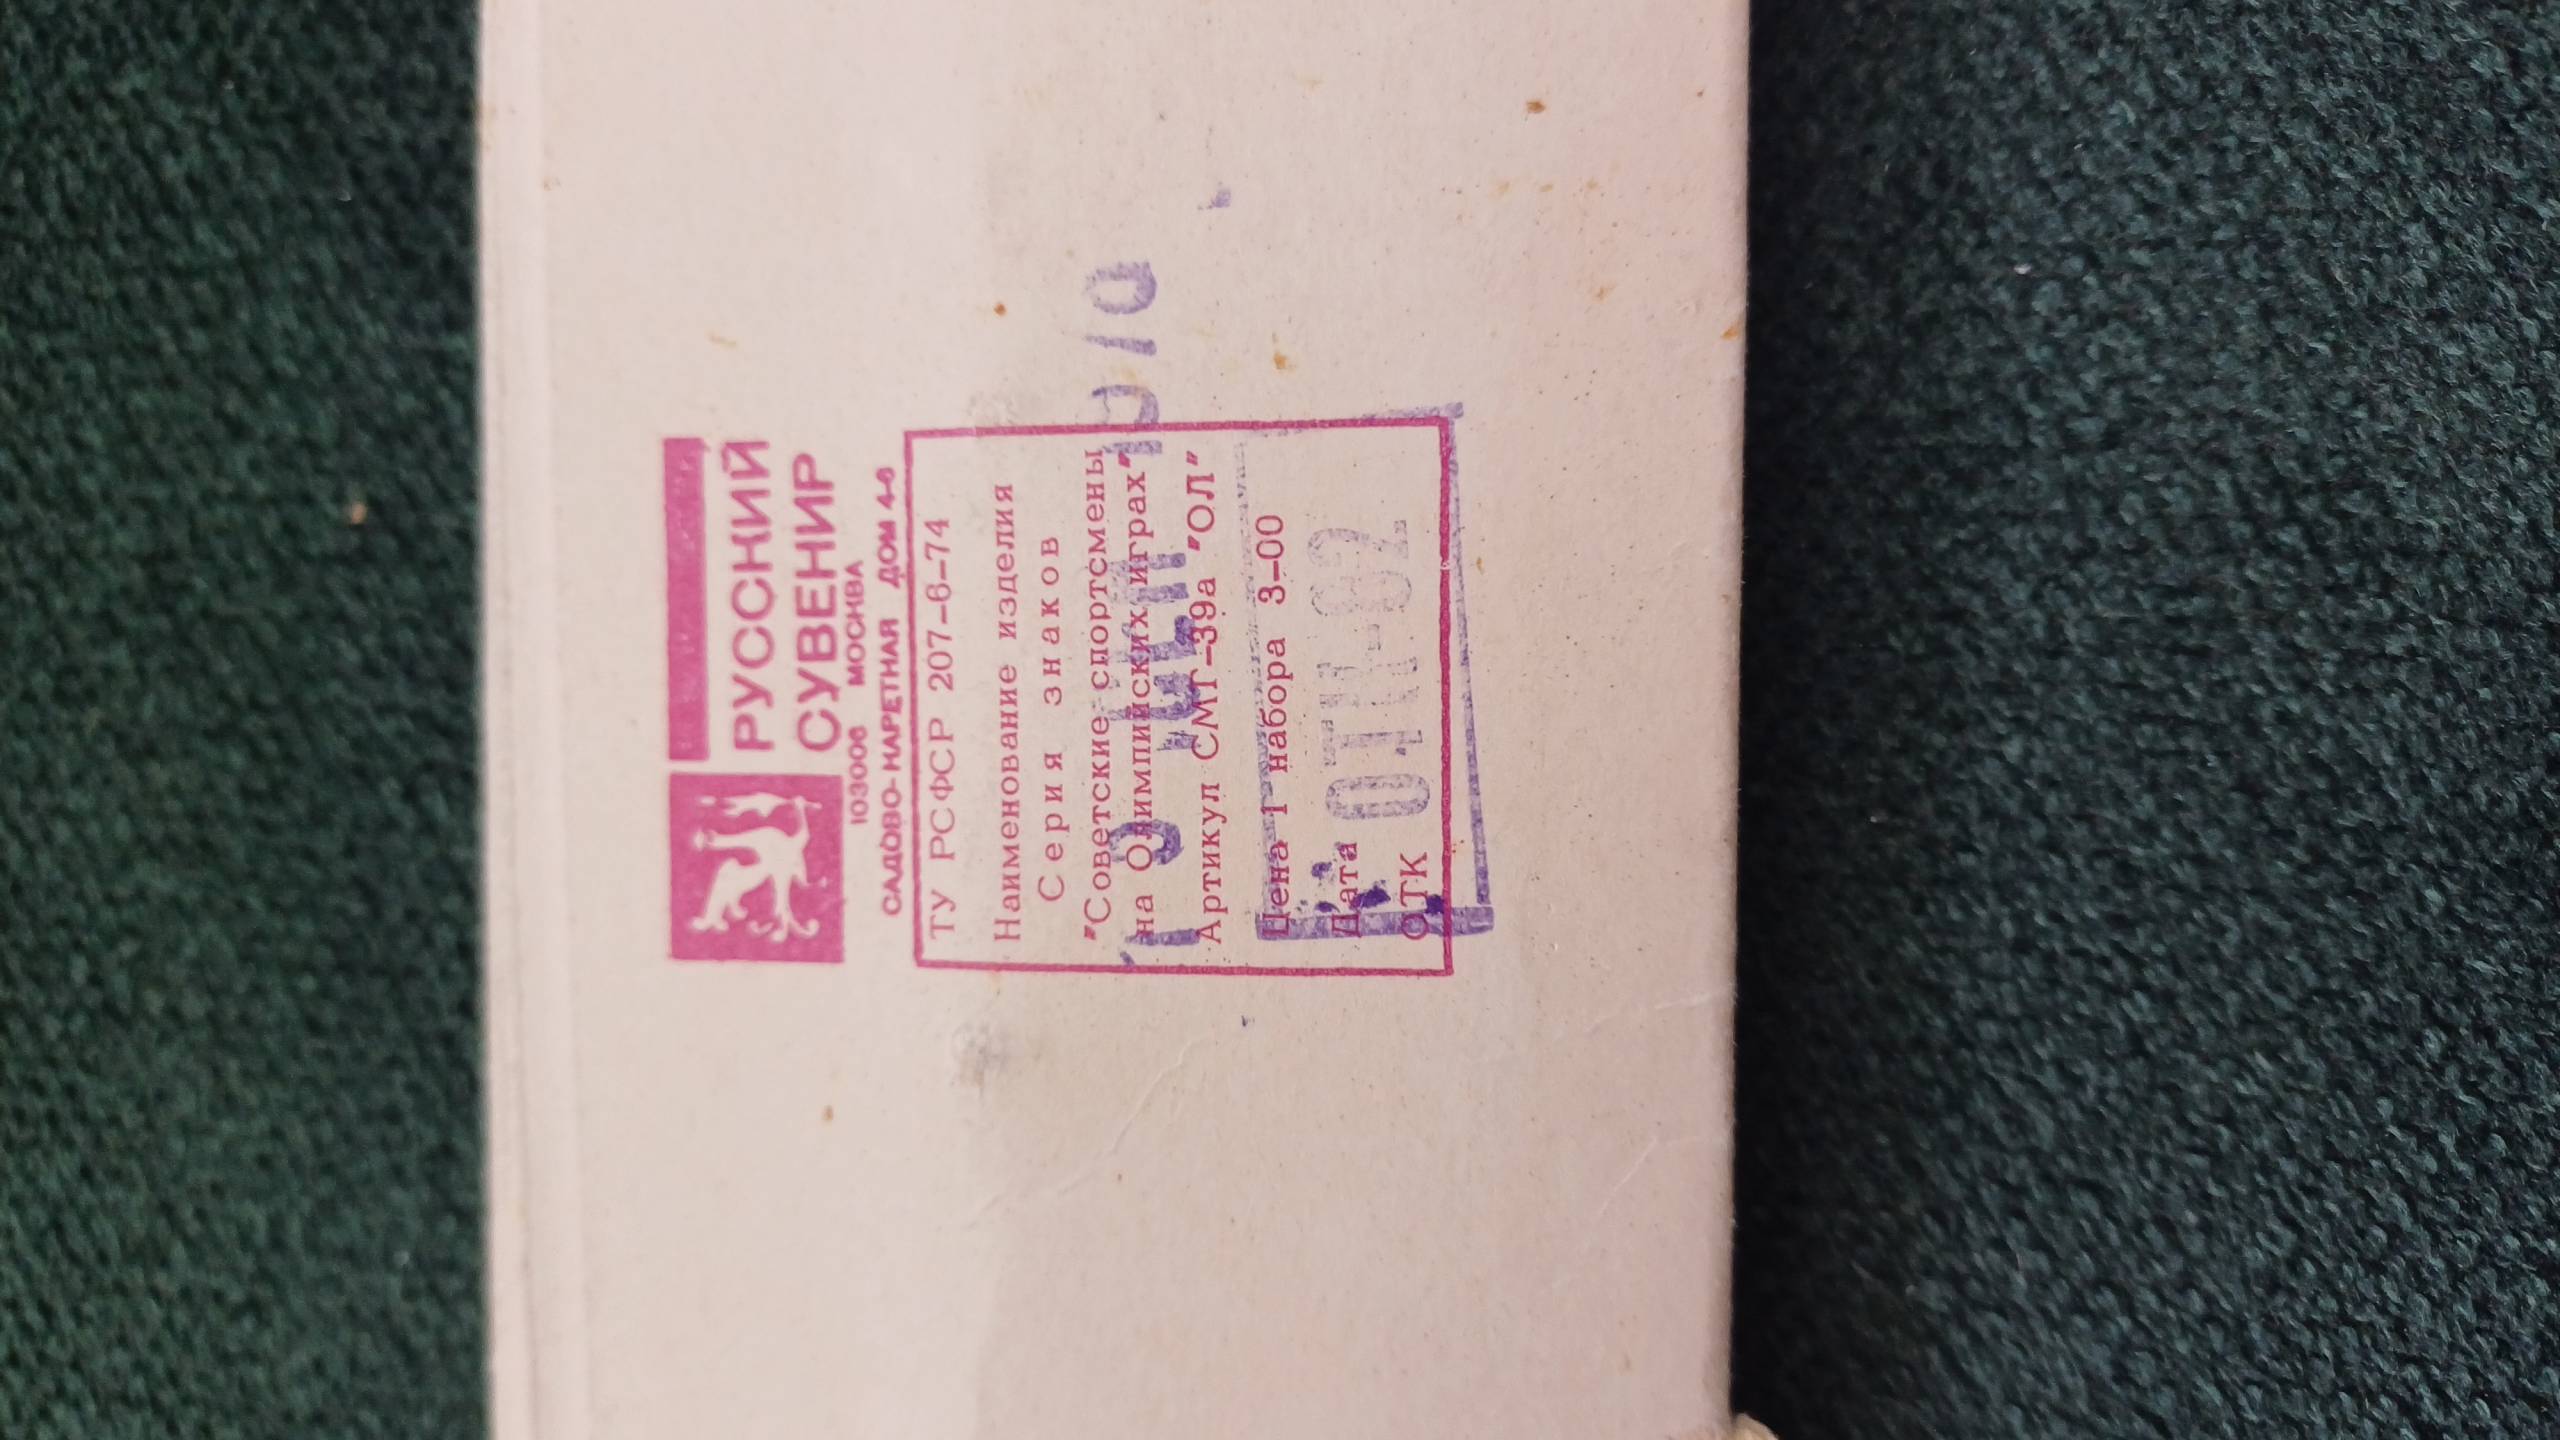 РУССКИЙ
СУВЕНИР
103006 МОСКВА
САДОВО-КАРЕТНАЯ ДОМ 4-6
ТУ РСФСР 207-6-74
Наименование изделия
Серия знаков
"Советские спортсмены
на Олимпийских играх"
Артикул СМГ-39а "ОЛ"
Цена 1 набора 3-00
Дата
ОТК